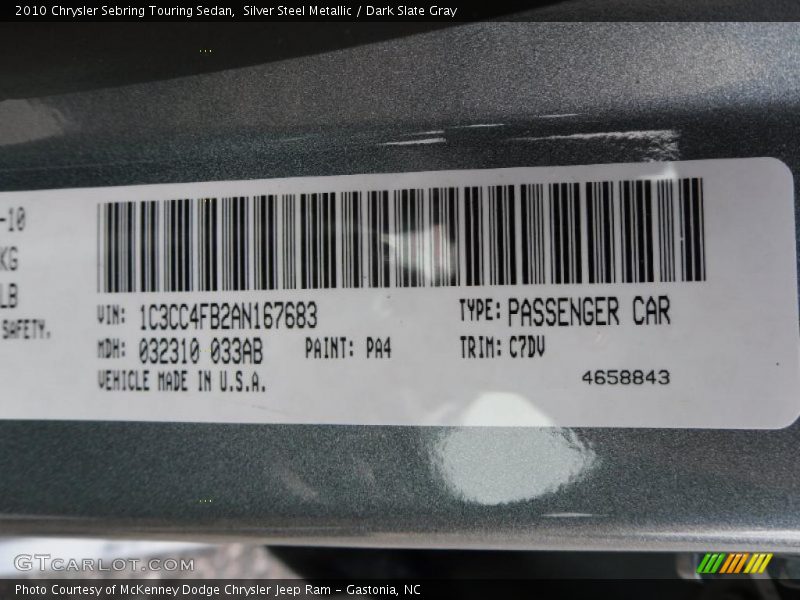 2010 Chrysler Sebring Touring Sedan,  Silver Steel Metallic / Dark Slate Gray
-10
KG
LB
SAFETY.
VIN: 1C3CC4FB2AN167683 TYPE: PASSENGER CAR
MDH: 032310 033AB PAINT: PA4 TRIM: C7DV
VEHICLE MADE IN U.S.A. 4658843
GTCARLOT.COM
Photo Courtesy of McKenney Dodge Chrysler Jeep Ram - Gastonia, NC